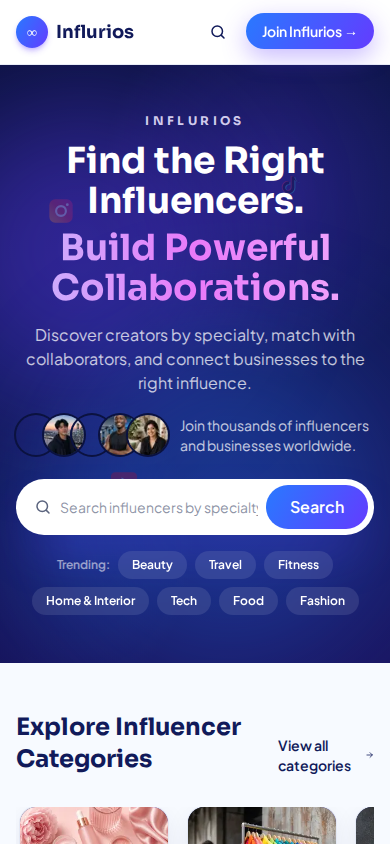 ∞ Influrios
Join Influrios →
INFLURIOS
Find the Right
Influencers.
Build Powerful
Collaborations.
Discover creators by specialty, match with
collaborators, and connect businesses to the
right influence.
Join thousands of influencers
and businesses worldwide.
Search influencers by specialty
Search
Trending: Beauty Travel Fitness
Home & Interior Tech Food Fashion
Explore Influencer
Categories
View all
categories →